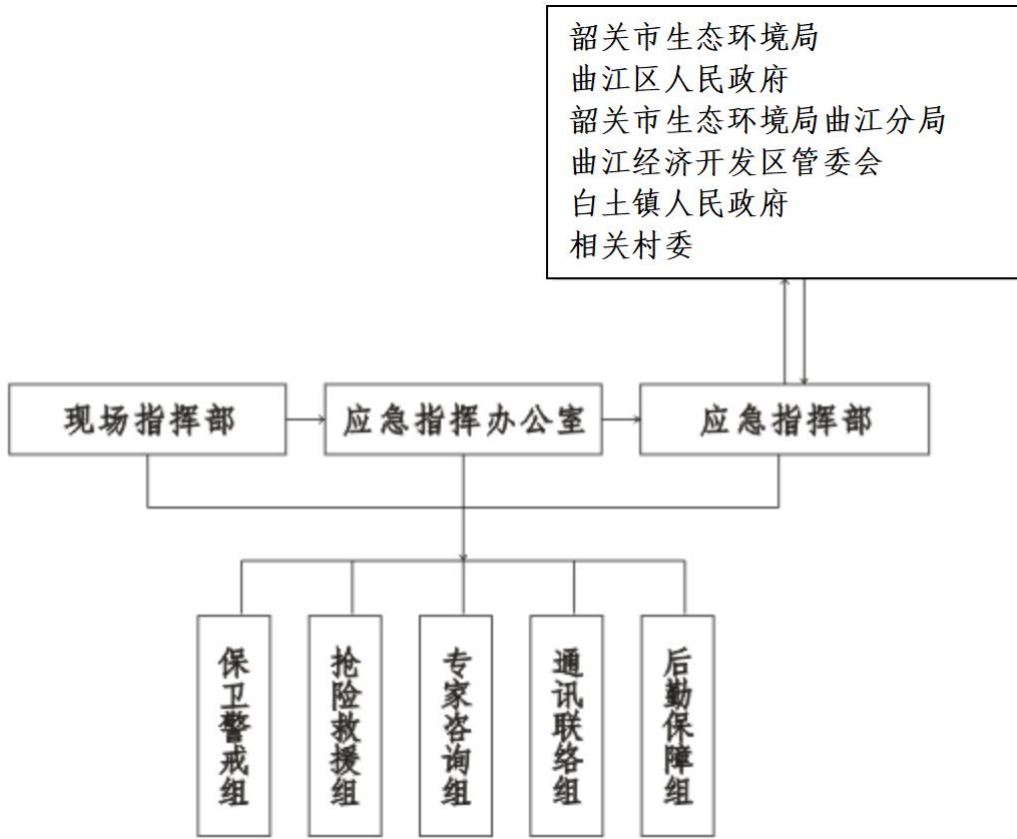 韶关市生态环境局
曲江区人民政府
韶关市生态环境局曲江分局
曲江经济开发区管委会
白土镇人民政府
相关村委
现场指挥部
应急指挥办公室
应急指挥部
保卫警戒组
抢险救援组
专家咨询组
通讯联络组
后勤保障组